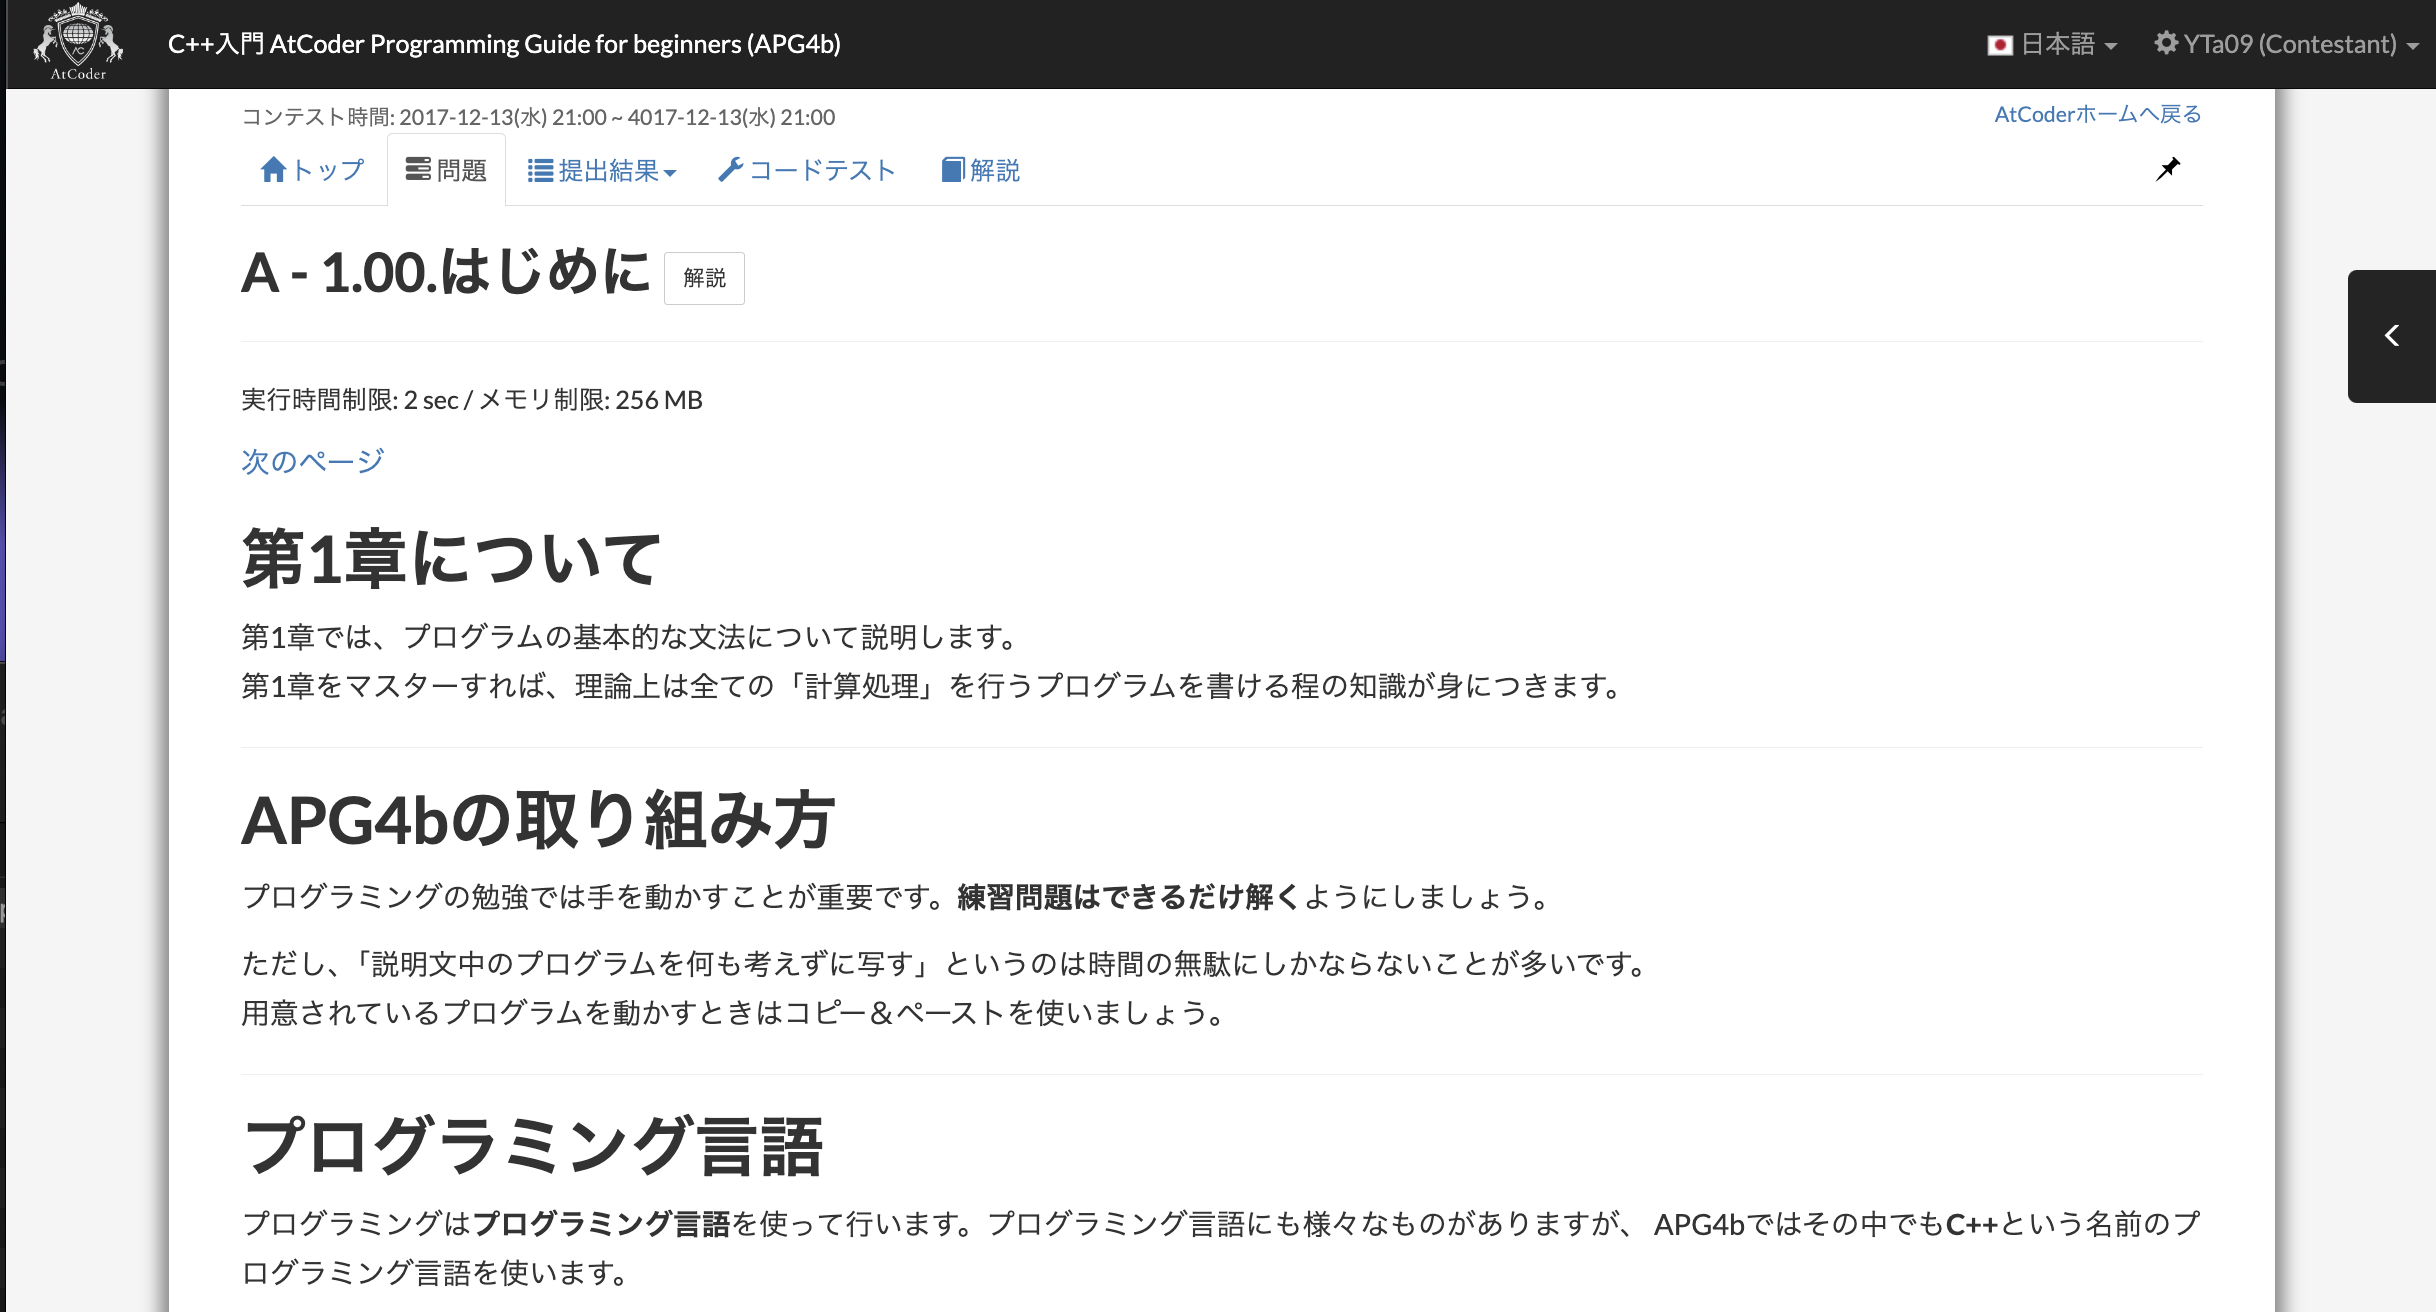 AtCoder
C++入門 AtCoder Programming Guide for beginners (APG4b)
日本語
YTa09 (Contestant)
コンテスト時間: 2017-12-13(水) 21:00 ~ 4017-12-13(水) 21:00
AtCoderホームへ戻る
トップ
問題
提出結果
コードテスト
解説
A - 1.00.はじめに
解説
実行時間制限: 2 sec / メモリ制限: 256 MB
次のページ
第1章について
第1章では、プログラムの基本的な文法について説明します。
第1章をマスターすれば、理論上は全ての「計算処理」を行うプログラムを書ける程の知識が身につきます。
APG4bの取り組み方
プログラミングの勉強では手を動かすことが重要です。練習問題はできるだけ解くようにしましょう。
ただし、「説明文中のプログラムを何も考えずに写す」というのは時間の無駄にしかならないことが多いです。
用意されているプログラムを動かすときはコピー＆ペーストを使いましょう。
プログラミング言語
プログラミングはプログラミング言語を使って行います。プログラミング言語にも様々なものがありますが、 APG4bではその中でもC++という名前のプ
ログラミング言語を使います。